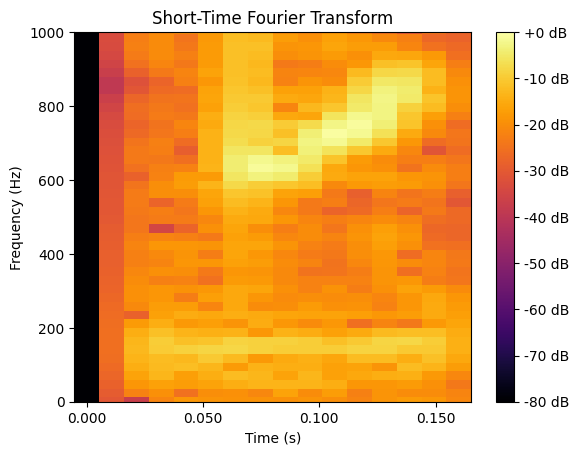 Short-Time Fourier Transform
1000
800
600
400
200
0
Frequency (Hz)
0.000
0.050
0.100
0.150
Time (s)
+0 dB
-10 dB
-20 dB
-30 dB
-40 dB
-50 dB
-60 dB
-70 dB
-80 dB